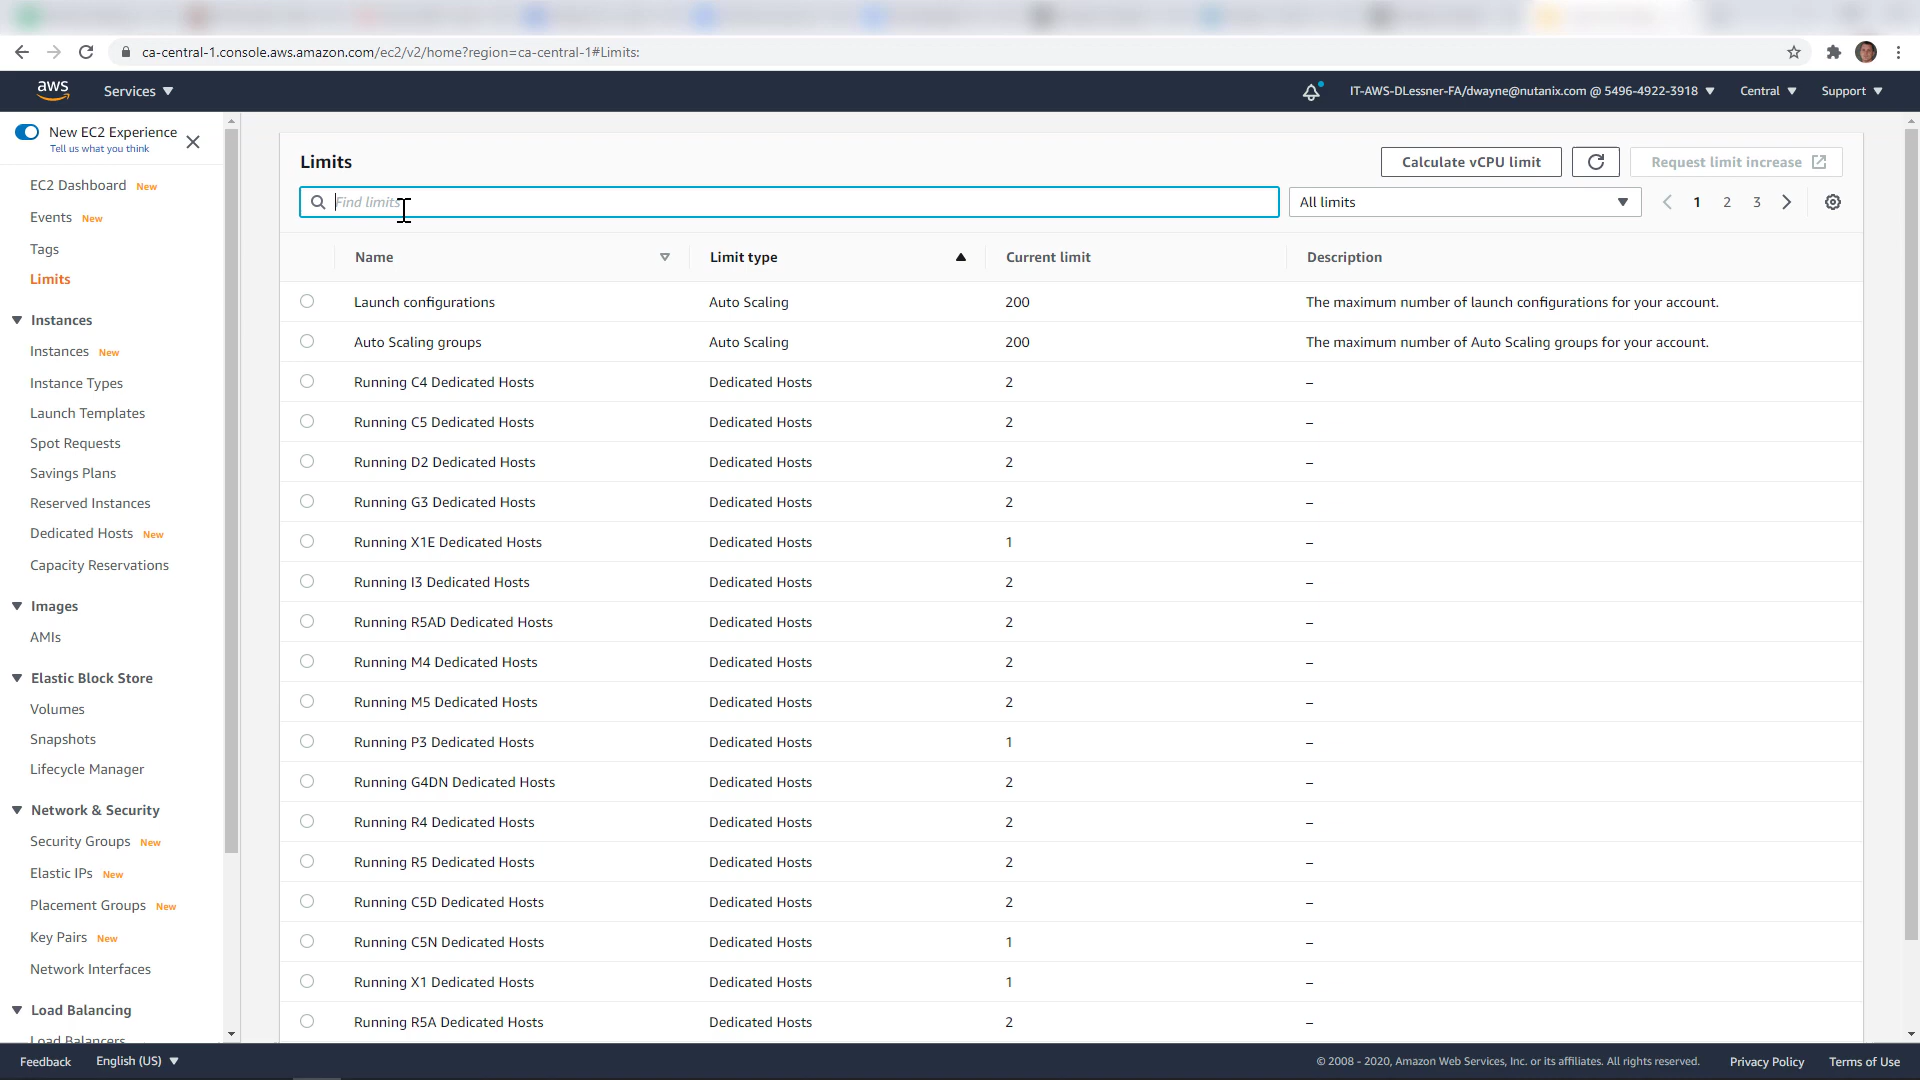 ca-central-1.console.aws.amazon.com/ec2/v2/home?region=ca-central-1#Limits:
aws
Services
IT-AWS-DLessner-FA/dwayne@nutanix.com @ 5496-4922-3918
Central
Support
New EC2 Experience
Tell us what you think
EC2 Dashboard New
Events New
Tags
Limits
Instances
Instances New
Instance Types
Launch Templates
Spot Requests
Savings Plans
Reserved Instances
Dedicated Hosts New
Capacity Reservations
Images
AMIs
Elastic Block Store
Volumes
Snapshots
Lifecycle Manager
Network & Security
Security Groups New
Elastic IPs New
Placement Groups New
Key Pairs New
Network Interfaces
Load Balancing
Load Balancers
Limits
Calculate vCPU limit
Request limit increase
Find limits
All limits
1 2 3
Name Limit type Current limit Description
Launch configurations Auto Scaling 200 The maximum number of launch configurations for your account.
Auto Scaling groups Auto Scaling 200 The maximum number of Auto Scaling groups for your account.
Running C4 Dedicated Hosts Dedicated Hosts 2 –
Running C5 Dedicated Hosts Dedicated Hosts 2 –
Running D2 Dedicated Hosts Dedicated Hosts 2 –
Running G3 Dedicated Hosts Dedicated Hosts 2 –
Running X1E Dedicated Hosts Dedicated Hosts 1 –
Running I3 Dedicated Hosts Dedicated Hosts 2 –
Running R5AD Dedicated Hosts Dedicated Hosts 2 –
Running M4 Dedicated Hosts Dedicated Hosts 2 –
Running M5 Dedicated Hosts Dedicated Hosts 2 –
Running P3 Dedicated Hosts Dedicated Hosts 1 –
Running G4DN Dedicated Hosts Dedicated Hosts 2 –
Running R4 Dedicated Hosts Dedicated Hosts 2 –
Running R5 Dedicated Hosts Dedicated Hosts 2 –
Running C5D Dedicated Hosts Dedicated Hosts 2 –
Running C5N Dedicated Hosts Dedicated Hosts 1 –
Running X1 Dedicated Hosts Dedicated Hosts 1 –
Running R5A Dedicated Hosts Dedicated Hosts 2 –
Feedback
English (US)
© 2008 - 2020, Amazon Web Services, Inc. or its affiliates. All rights reserved.
Privacy Policy
Terms of Use